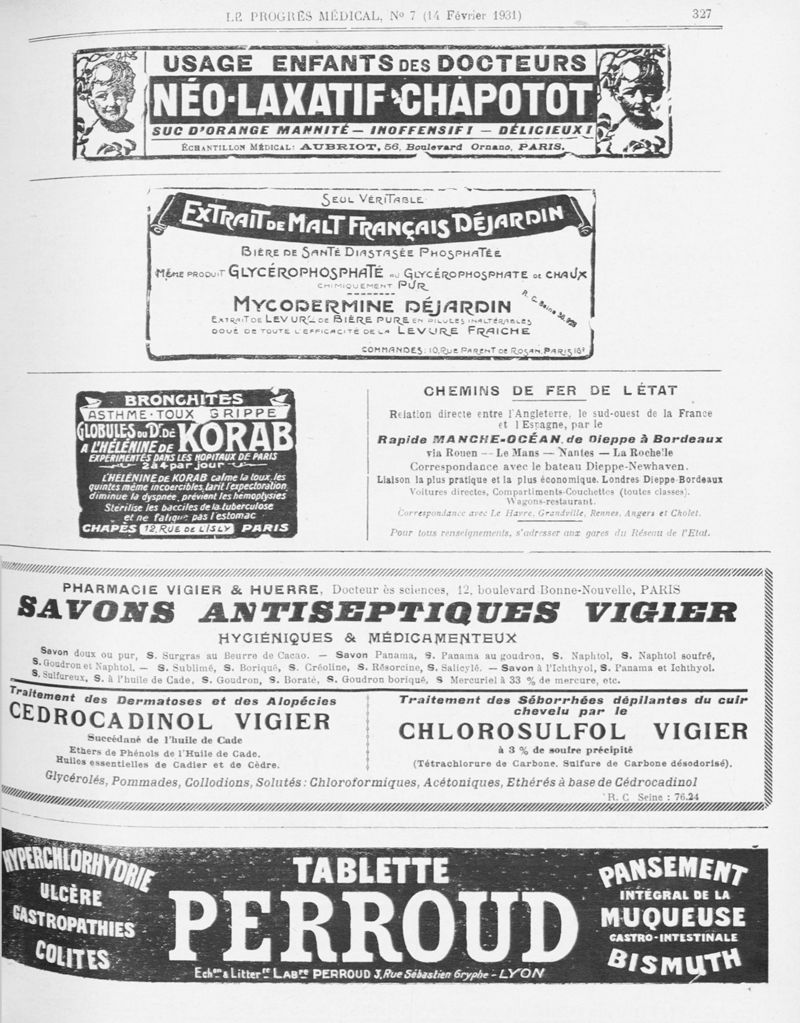 LE PROGRÈS MÉDICAL, No 7 (14 Février 1931) 327
USAGE ENFANTS DES DOCTEURS
NÉO-LAXATIF CHAPOTOT
SUC D'ORANGE MANNITÉ — INOFFENSIF! — DÉLICIEUX!
ÉCHANTILLON MÉDICAL: AUBRIOT, 56, Boulevard Ornano, PARIS.
SEUL VÉRITABLE
EXTRAIT DE MALT FRANÇAIS DÉJARDIN
BIÈRE DE SANTÉ DIASTASÉE PHOSPHATÉE
MÊME PRODUIT GLYCÉROPHOSPHATÉ AU GLYCÉROPHOSPHATE DE CHAUX
CHIMIQUEMENT PUR
MYCODERMINE DÉJARDIN
EXTRAIT DE LEVURE DE BIÈRE PURE EN PILULES INALTÉRABLES
DOUÉ DE TOUTE L'EFFICACITÉ DE LA LEVURE FRAICHE
R. C. Seine
COMMANDES: 10, RUE PARENT DE ROSAN, PARIS 16e
BRONCHITES
ASTHME · TOUX GRIPPE
GLOBULES DU Dr. DE KORAB
A L'HÉLÉNINE DE
EXPÉRIMENTÉS DANS LES HOPITAUX DE PARIS
2 à 4 par jour
L'HÉLÉNINE DE KORAB calme la toux, les
quintes même incoercibles, tarit l'expectoration,
diminue la dyspnée, prévient les hémoptysies
Stérilise les bacilles de la tuberculose
et ne fatigue pas l'estomac
CHAPÈS 12, RUE DE L'ISLY PARIS
CHEMINS DE FER DE L'ÉTAT
Relation directe entre l'Angleterre, le sud-ouest de la France
et l'Espagne, par le
Rapide MANCHE-OCÉAN, de Dieppe à Bordeaux
via Rouen — Le Mans — Nantes — La Rochelle
Correspondance avec le bateau Dieppe-Newhaven.
Liaison la plus pratique et la plus économique. Londres Dieppe-Bordeaux
Voitures directes, Compartiments-Couchettes (toutes classes).
Wagons-restaurant.
Correspondance avec Le Havre, Grandville, Rennes, Angers et Cholet.
Pour tous renseignements, s'adresser aux gares du Réseau de l'Etat.
PHARMACIE VIGIER & HUERRE, Docteur ès sciences, 12, boulevard Bonne-Nouvelle, PARIS
SAVONS ANTISEPTIQUES VIGIER
HYGIÉNIQUES & MÉDICAMENTEUX
Savon doux ou pur, S. Surgras au Beurre de Cacao. — Savon Panama, S. Panama au goudron, S. Naphtol, S. Naphtol soufré,
S. Goudron et Naphtol. — S. Sublimé, S. Boriqué, S. Créoline, S. Résorcine, S. Salicylé. — Savon à l'Ichthyol, S. Panama et Ichthyol.
S. Sulfureux, S. à l'huile de Cade, S. Goudron, S. Boraté, S. Goudron boriqué, S Mercuriel à 33 % de mercure, etc.
Traitement des Dermatoses et des Alopécies
CEDROCADINOL VIGIER
Succédané de l'huile de Cade
Ethers de Phénols de l'Huile de Cade.
Huiles essentielles de Cadier et de Cèdre.
Traitement des Séborrhées dépilantes du cuir
chevelu par le
CHLOROSULFOL VIGIER
à 3 % de soufre précipité
(Tétrachlorure de Carbone, Sulfure de Carbone désodorisé).
Glycérolés, Pommades, Collodions, Solutés: Chloroformiques, Acétoniques, Ethérés à base de Cédrocadinol
R. C Seine : 76.24
HYPERCHLORHYDRIE
ULCÈRE
GASTROPATHIES
COLITES
TABLETTE
PERROUD
Echon & Littere LABre PERROUD 3, Rue Sébastien Gryphe - LYON
PANSEMENT
INTÉGRAL DE LA
MUQUEUSE
GASTRO-INTESTINALE
BISMUTH